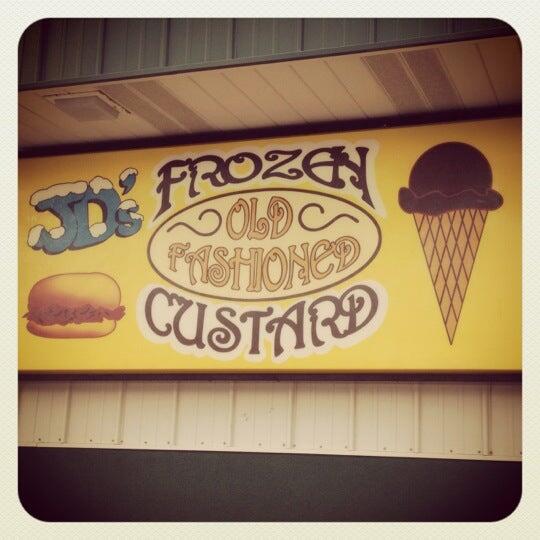 JD's
FROZEN
OLD
FASHIONED
CUSTARD